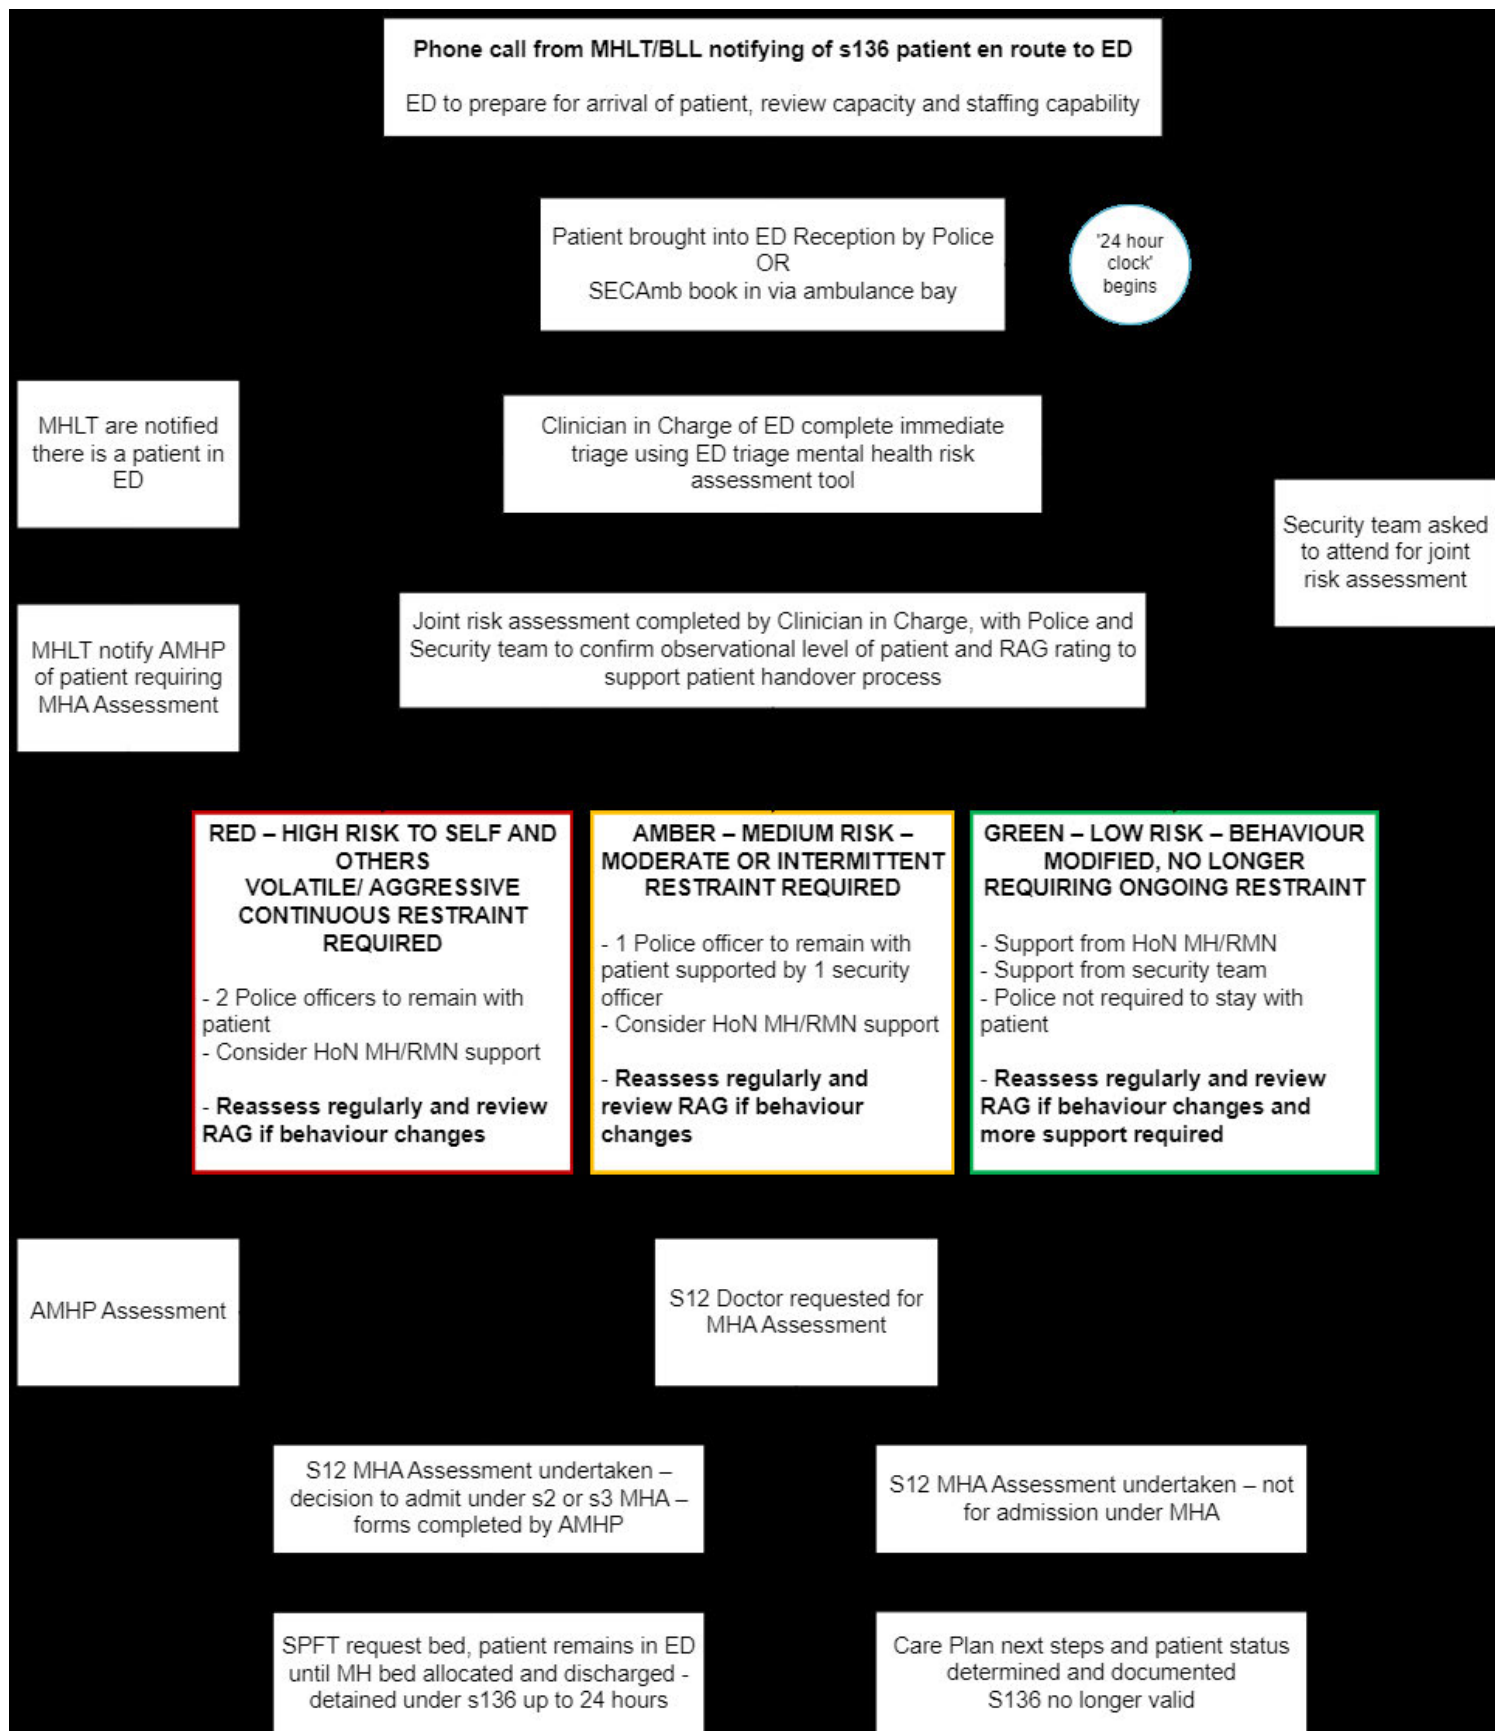 Phone call from MHLT/BLL notifying of s136 patient en route to ED
ED to prepare for arrival of patient, review capacity and staffing capability
Patient brought into ED Reception by Police
OR
SECAmb book in via ambulance bay
'24 hour
clock'
begins
MHLT are notified
there is a patient in
ED
Clinician in Charge of ED complete immediate
triage using ED triage mental health risk
assessment tool
Security team asked
to attend for joint
risk assessment
MHLT notify AMHP
of patient requiring
MHA Assessment
Joint risk assessment completed by Clinician in Charge, with Police and
Security team to confirm observational level of patient and RAG rating to
support patient handover process
RED – HIGH RISK TO SELF AND
OTHERS
VOLATILE/ AGGRESSIVE
CONTINUOUS RESTRAINT
REQUIRED
- 2 Police officers to remain with
patient
- Consider HoN MH/RMN support
- Reassess regularly and review
RAG if behaviour changes
AMBER – MEDIUM RISK –
MODERATE OR INTERMITTENT
RESTRAINT REQUIRED
- 1 Police officer to remain with
patient supported by 1 security
officer
- Consider HoN MH/RMN support
- Reassess regularly and
review RAG if behaviour
changes
GREEN – LOW RISK – BEHAVIOUR
MODIFIED, NO LONGER
REQUIRING ONGOING RESTRAINT
- Support from HoN MH/RMN
- Support from security team
- Police not required to stay with
patient
- Reassess regularly and review
RAG if behaviour changes and
more support required
AMHP Assessment
S12 Doctor requested for
MHA Assessment
S12 MHA Assessment undertaken –
decision to admit under s2 or s3 MHA –
forms completed by AMHP
S12 MHA Assessment undertaken – not
for admission under MHA
SPFT request bed, patient remains in ED
until MH bed allocated and discharged -
detained under s136 up to 24 hours
Care Plan next steps and patient status
determined and documented
S136 no longer valid